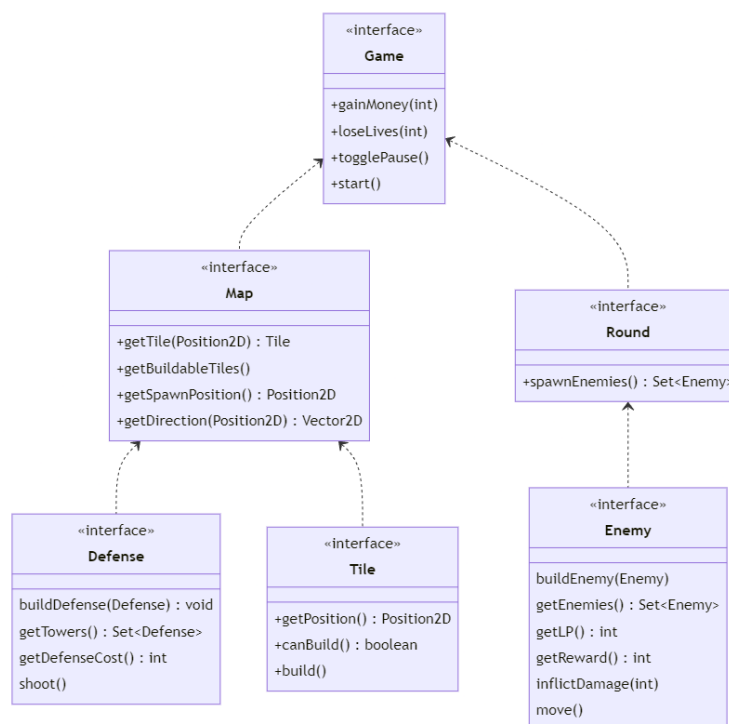 «interface»
Game
+gainMoney(int)
+loseLives(int)
+togglePause()
+start()
«interface»
Map
+getTile(Position2D) : Tile
+getBuildableTiles()
+getSpawnPosition() : Position2D
+getDirection(Position2D) : Vector2D
«interface»
Round
+spawnEnemies() : Set<Enemy>
«interface»
Defense
buildDefense(Defense) : void
getTowers() : Set<Defense>
getDefenseCost() : int
shoot()
«interface»
Tile
+getPosition() : Position2D
+canBuild() : boolean
+build()
«interface»
Enemy
buildEnemy(Enemy)
getEnemies() : Set<Enemy>
getLP() : int
getReward() : int
inflictDamage(int)
move()